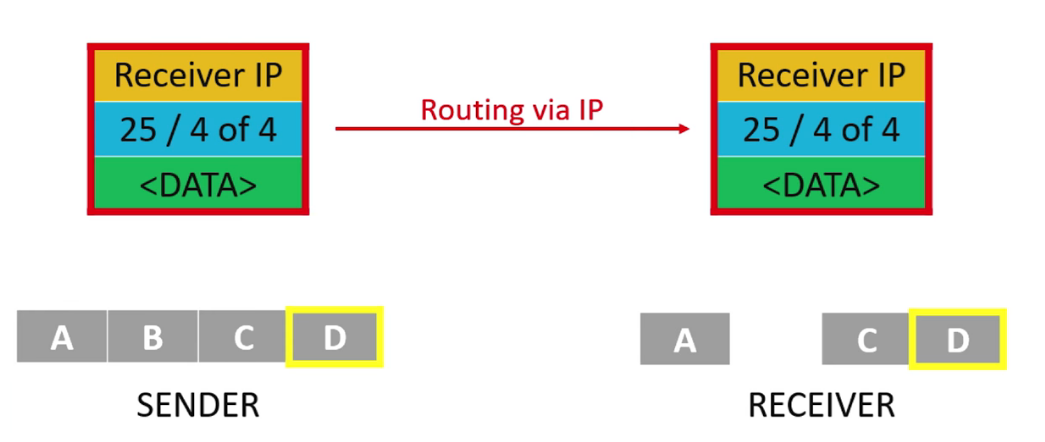 Receiver IP
25 / 4 of 4
<DATA>
Routing via IP
Receiver IP
25 / 4 of 4
<DATA>
A B C D
SENDER
A C D
RECEIVER